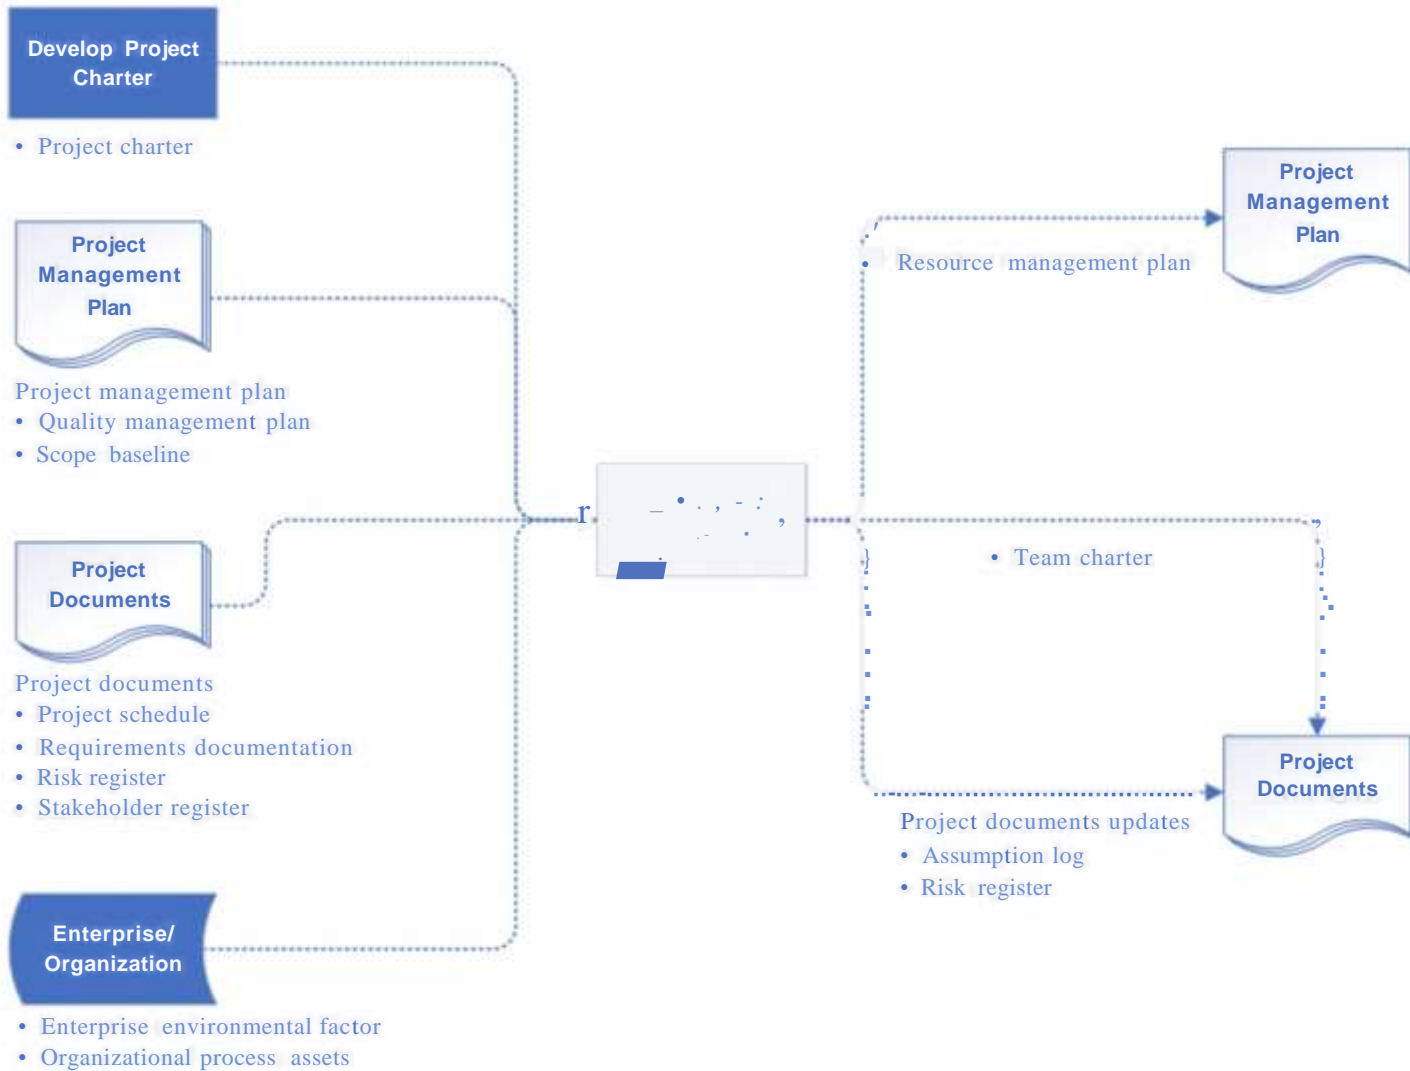 Develop Project
Charter
• Project charter
Project
Management
Plan
Project management plan
• Quality management plan
• Scope baseline
Project
Documents
Project documents
• Project schedule
• Requirements documentation
• Risk register
• Stakeholder register
Enterprise/
Organization
• Enterprise environmental factor
• Organizational process assets
• Resource management plan
Project
Management
Plan
• Team charter
Project
Documents
Project documents updates
• Assumption log
• Risk register